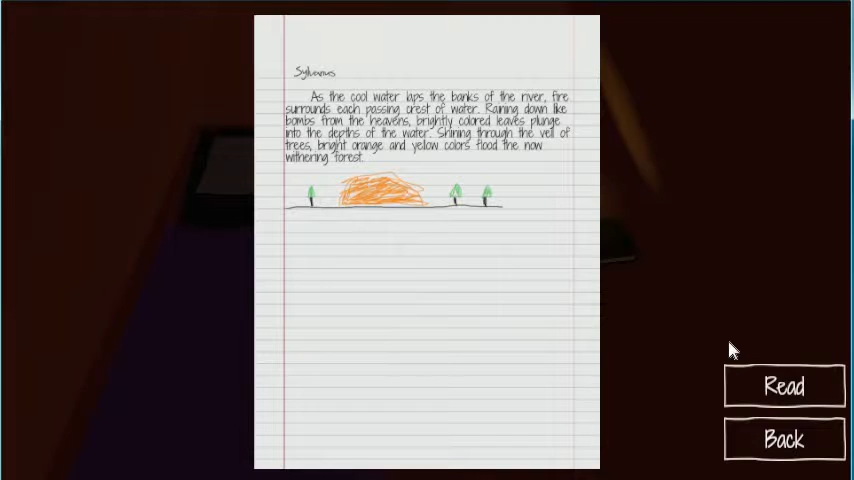 Sylvanus
As the cool water laps the banks of the river, fire
surrounds each passing crest of water. Raining down like
bombs from the heavens, brightly colored leaves plunge
into the depths of the water. Shining through the veil of
trees, bright orange and yellow colors flood the now
withering forest.
Read
Back